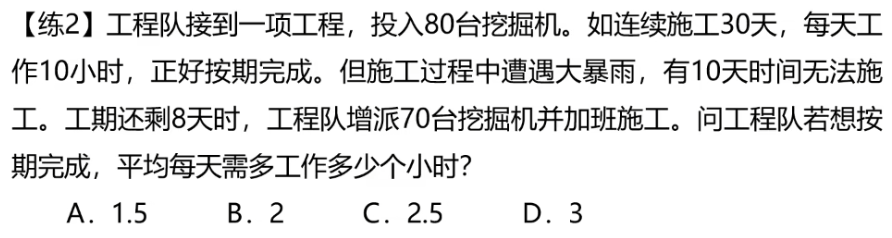 【练2】工程队接到一项工程，投入80台挖掘机。如连续施工30天，每天工
作10小时，正好按期完成。但施工过程中遭遇大暴雨，有10天时间无法施
工。工期还剩8天时，工程队增派70台挖掘机并加班施工。问工程队若想按
期完成，平均每天需多工作多少个小时？
A．1.5 B．2 C．2.5 D．3